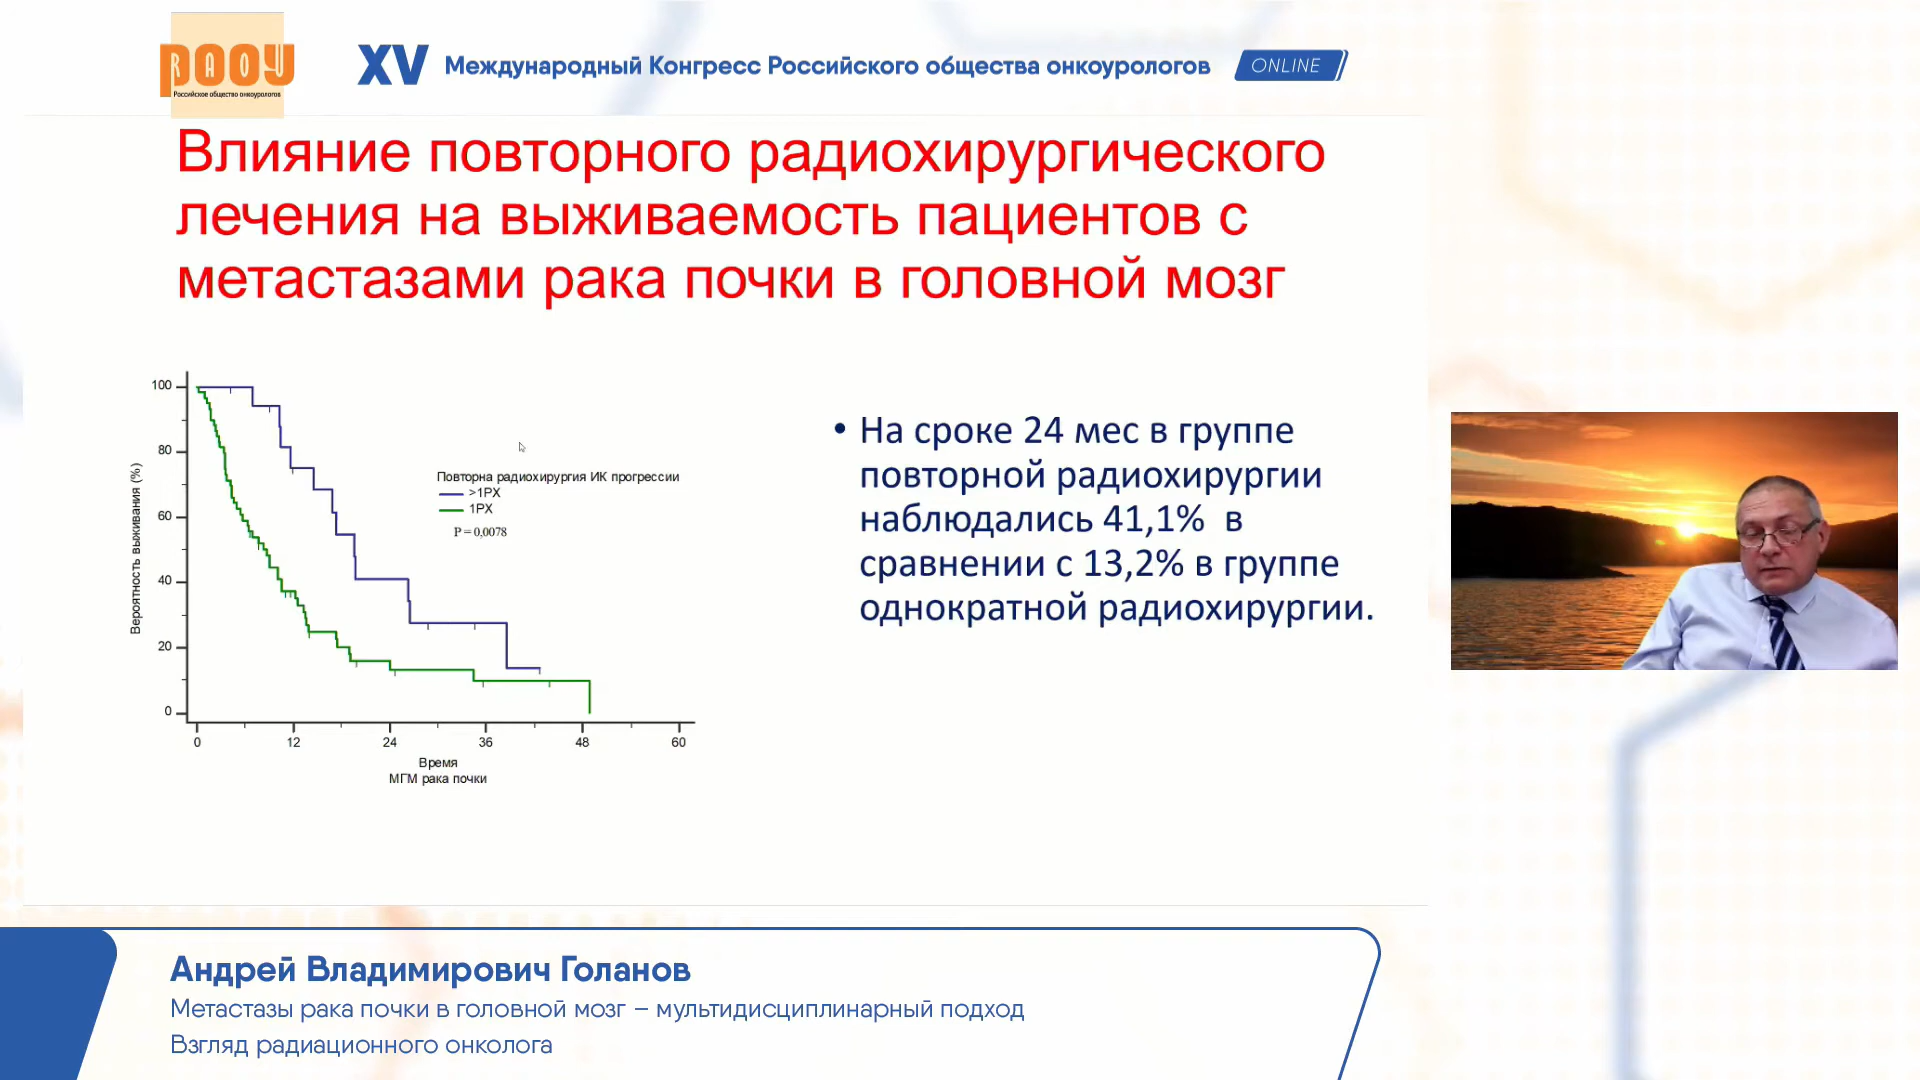 РАОУ
RAOU
Российское общество онкоурологов
XV Международный Конгресс Российского общества онкоурологов ONLINE
Влияние повторного радиохирургического
лечения на выживаемость пациентов с
метастазами рака почки в головной мозг
Вероятность выживания (%)
100
80
60
40
20
0
0 12 24 36 48 60
Время
МГМ рака почки
Повторна радиохирургия ИК прогрессии
>1РХ
1РХ
P = 0,0078
• На сроке 24 мес в группе
повторной радиохирургии
наблюдались 41,1% в
сравнении с 13,2% в группе
однократной радиохирургии.
Андрей Владимирович Голанов
Метастазы рака почки в головной мозг – мультидисциплинарный подход
Взгляд радиационного онколога